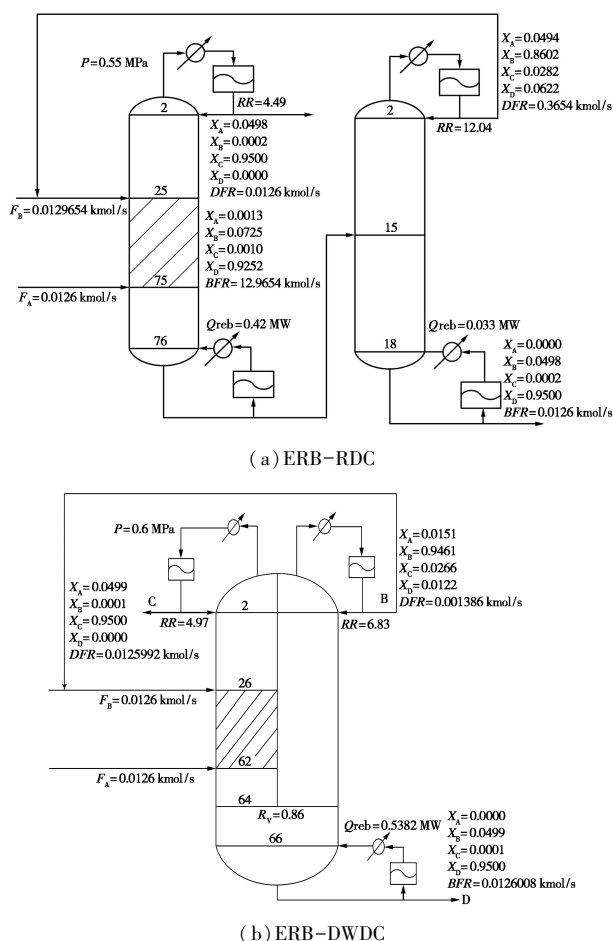 P=0.55 MPa
2
RR=4.49
X_A=0.0498
X_B=0.0002
X_C=0.9500
X_D=0.0000
DFR=0.0126 kmol/s
25
F_B=0.0129654 kmol/s
X_A=0.0013
X_B=0.0725
X_C=0.0010
X_D=0.9252
BFR=12.9654 kmol/s
75
F_A=0.0126 kmol/s
76
Qreb=0.42 MW
2
RR=12.04
X_A=0.0494
X_B=0.8602
X_C=0.0282
X_D=0.0622
DFR=0.3654 kmol/s
15
18
Qreb=0.033 MW
X_A=0.0000
X_B=0.0498
X_C=0.0002
X_D=0.9500
BFR=0.0126 kmol/s
(a) ERB-RDC
P=0.6 MPa
X_A=0.0499
X_B=0.0001
X_C=0.9500
X_D=0.0000
DFR=0.0125992 kmol/s
C
RR=4.97
2
B
RR=6.83
X_A=0.0151
X_B=0.9461
X_C=0.0266
X_D=0.0122
DFR=0.001386 kmol/s
F_B=0.0126 kmol/s
26
F_A=0.0126 kmol/s
62
64
R_v=0.86
66
Qreb=0.5382 MW
X_A=0.0000
X_B=0.0499
X_C=0.0001
X_D=0.9500
BFR=0.0126008 kmol/s
D
(b) ERB-DWDC